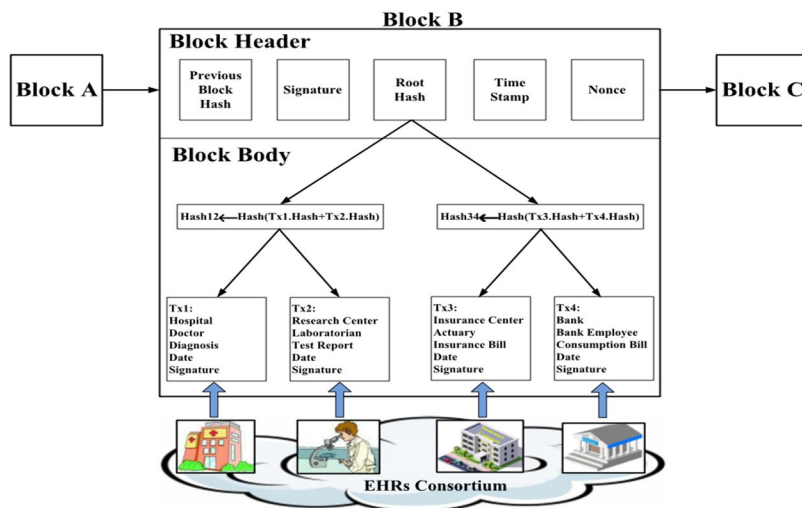 Block B
Block Header
Block A
Previous
Block
Hash
Signature
Root
Hash
Time
Stamp
Nonce
Block C
Block Body
Hash12←Hash(Tx1.Hash+Tx2.Hash)
Hash34←Hash(Tx3.Hash+Tx4.Hash)
Tx1:
Hospital
Doctor
Diagnosis
Date
Signature
Tx2:
Research Center
Laboratorian
Test Report
Date
Signature
Tx3:
Insurance Center
Actuary
Insurance Bill
Date
Signature
Tx4:
Bank
Bank Employee
Consumption Bill
Date
Signature
EHRs Consortium